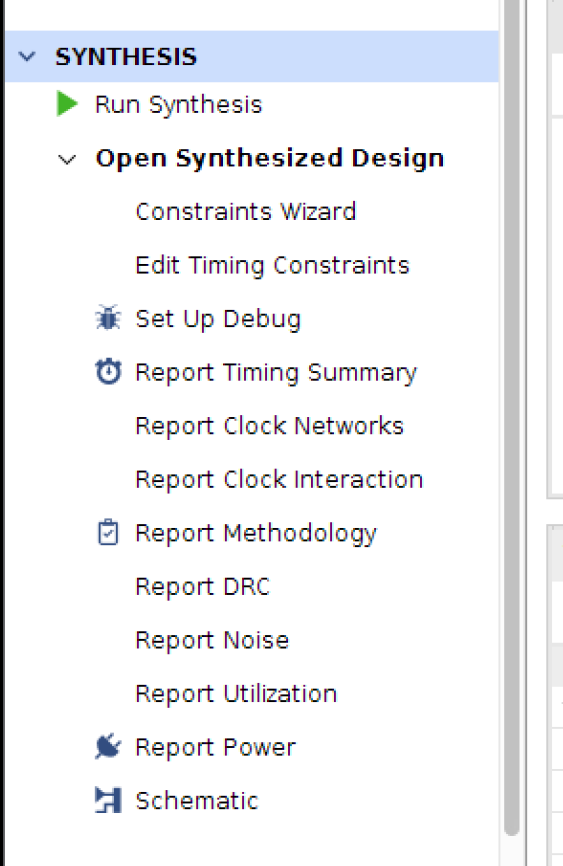 SYNTHESIS
Run Synthesis
Open Synthesized Design
Constraints Wizard
Edit Timing Constraints
Set Up Debug
Report Timing Summary
Report Clock Networks
Report Clock Interaction
Report Methodology
Report DRC
Report Noise
Report Utilization
Report Power
Schematic